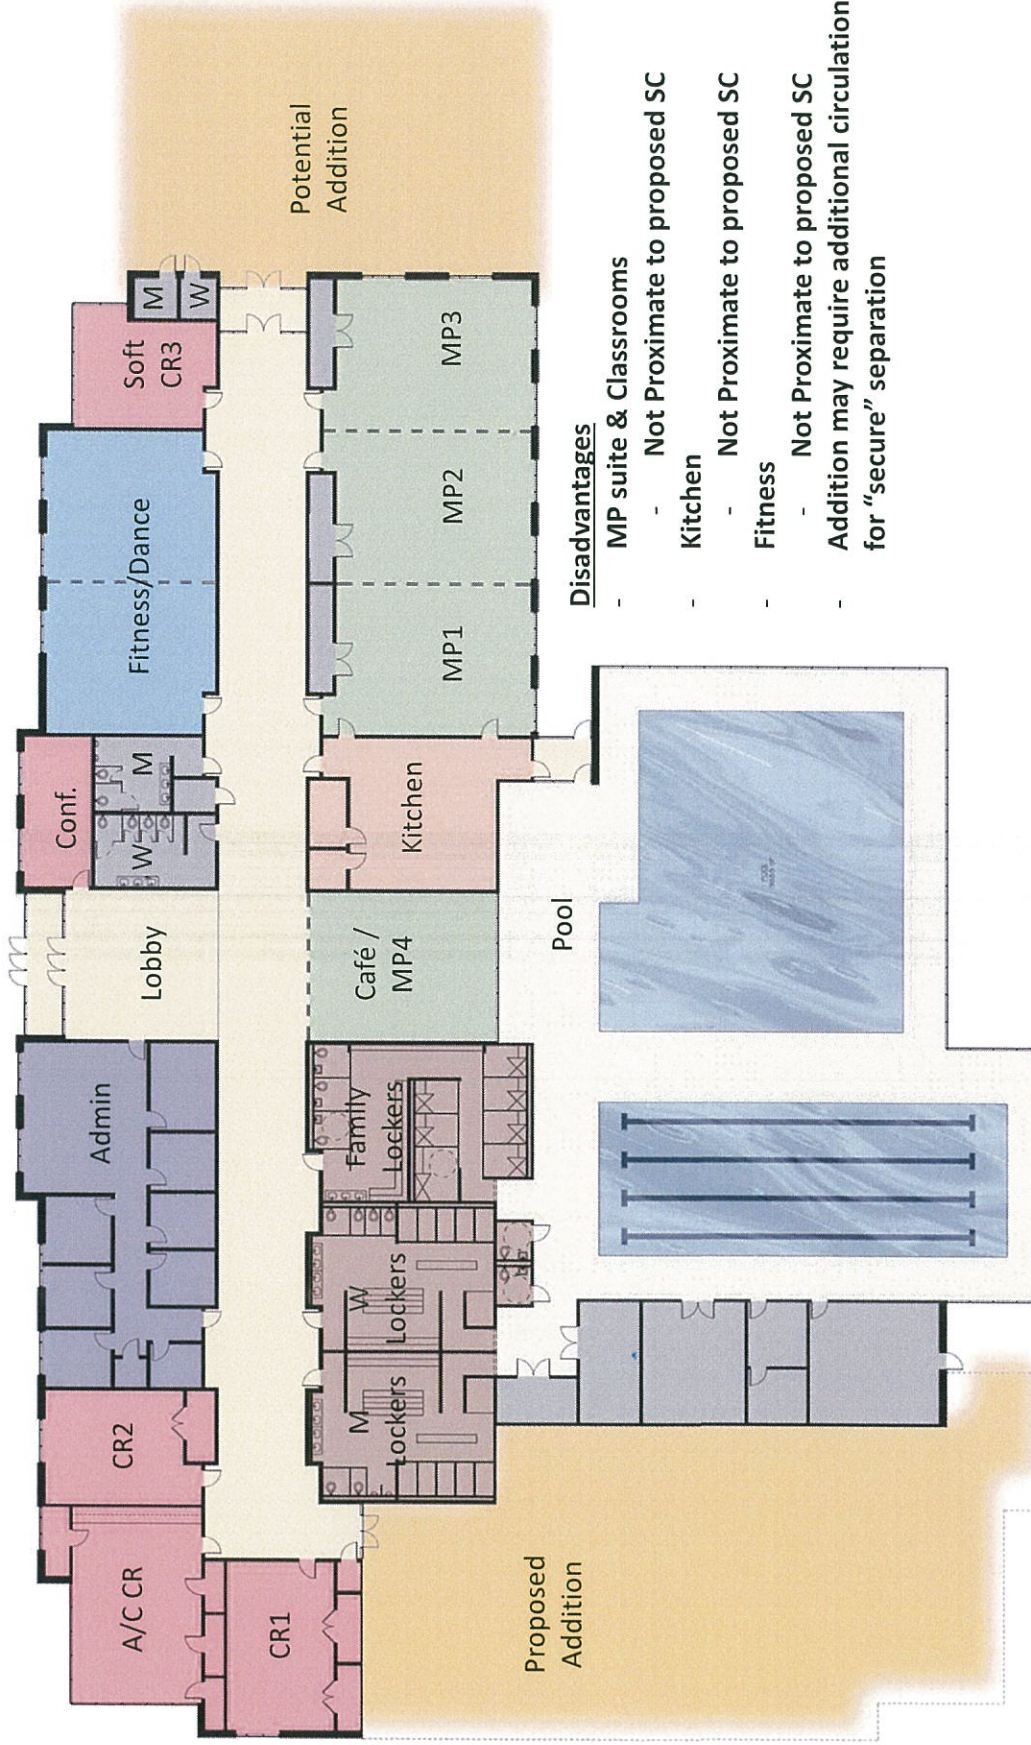 A/C CR
CR2
CR1
Admin
Lobby
Conf.
W
M
Fitness/Dance
Soft
CR3
M
W
Potential
Addition
M
Lockers
W
Lockers
Family
Lockers
Café /
MP4
Kitchen
MP1
MP2
MP3
Pool
Proposed
Addition
Disadvantages
- MP suite & Classrooms
- Not Proximate to proposed SC
- Kitchen
- Not Proximate to proposed SC
- Fitness
- Not Proximate to proposed SC
- Addition may require additional circulation
for “secure” separation